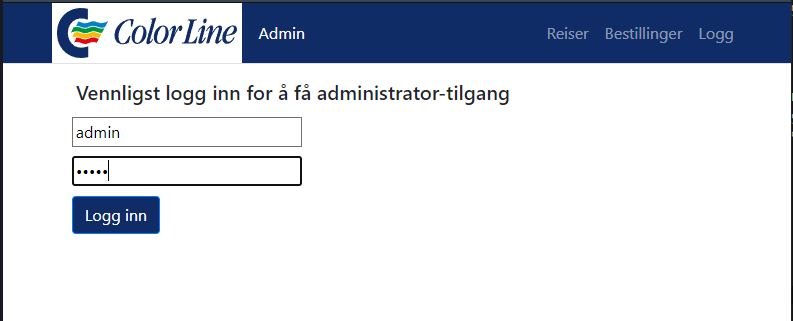 Color Line Admin Reiser Bestillinger Logg
Vennligst logg inn for å få administrator-tilgang
admin
•••••
Logg inn